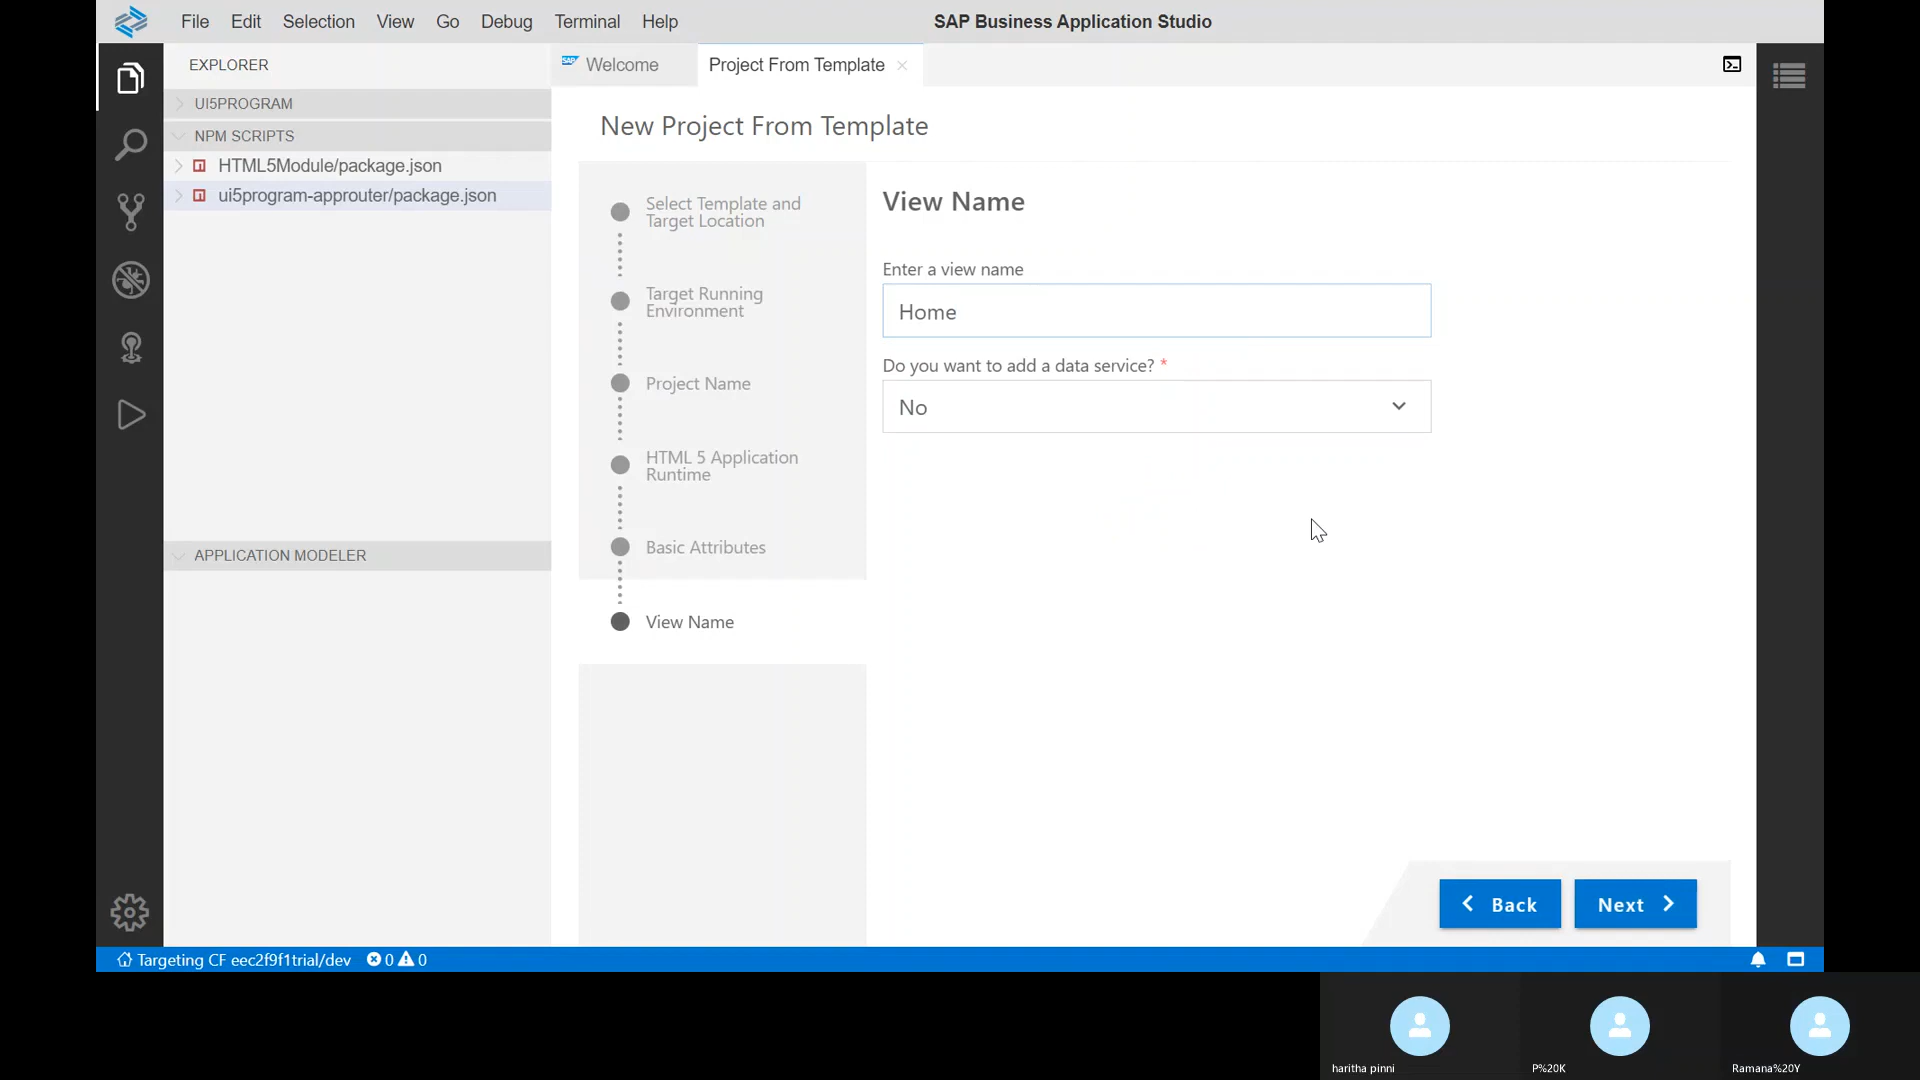 File Edit Selection View Go Debug Terminal Help
SAP Business Application Studio
EXPLORER
UI5PROGRAM
NPM SCRIPTS
HTML5Module/package.json
ui5program-approuter/package.json
APPLICATION MODELER
SAP Welcome
Project From Template
New Project From Template
Select Template and
Target Location
Target Running
Environment
Project Name
HTML 5 Application
Runtime
Basic Attributes
View Name
View Name
Enter a view name
Home
Do you want to add a data service? *
No
Back
Next
Targeting CF eec2f9f1trial/dev 0 0
haritha pinni
P%20K
Ramana%20Y